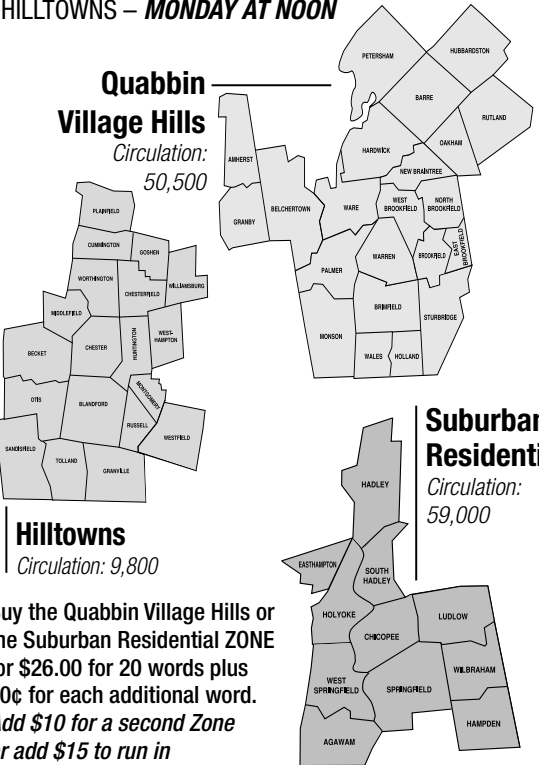 HILLTOWNS – MONDAY AT NOON
Quabbin
Village Hills
Circulation:
50,500
PETERSHAM
HUBBARDSTON
BARRE
RUTLAND
OAKHAM
HARDWICK
NEW BRAINTREE
AMHERST
GRANBY
BELCHERTOWN
WARE
WEST
BROOKFIELD
NORTH
BROOKFIELD
EAST
BROOKFIELD
BROOKFIELD
WARREN
PALMER
BRIMFIELD
STURBRIDGE
MONSON
WALES
HOLLAND
PLAINFIELD
CUMMINGTON
GOSHEN
WORTHINGTON
CHESTERFIELD
WILLIAMSBURG
MIDDLEFIELD
WEST-
HAMPTON
HUNTINGTON
CHESTER
BECKET
MONTGOMERY
OTIS
BLANDFORD
RUSSELL
WESTFIELD
SANDISFIELD
TOLLAND
GRANVILLE
Hilltowns
Circulation: 9,800
Suburban
Residenti
Circulation:
59,000
HADLEY
EASTHAMPTON
SOUTH
HADLEY
HOLYOKE
LUDLOW
CHICOPEE
WILBRAHAM
WEST
SPRINGFIELD
SPRINGFIELD
HAMPDEN
AGAWAM
uy the Quabbin Village Hills or
he Suburban Residential ZONE
or $26.00 for 20 words plus
0¢ for each additional word.
dd $10 for a second Zone
r add $15 to run in